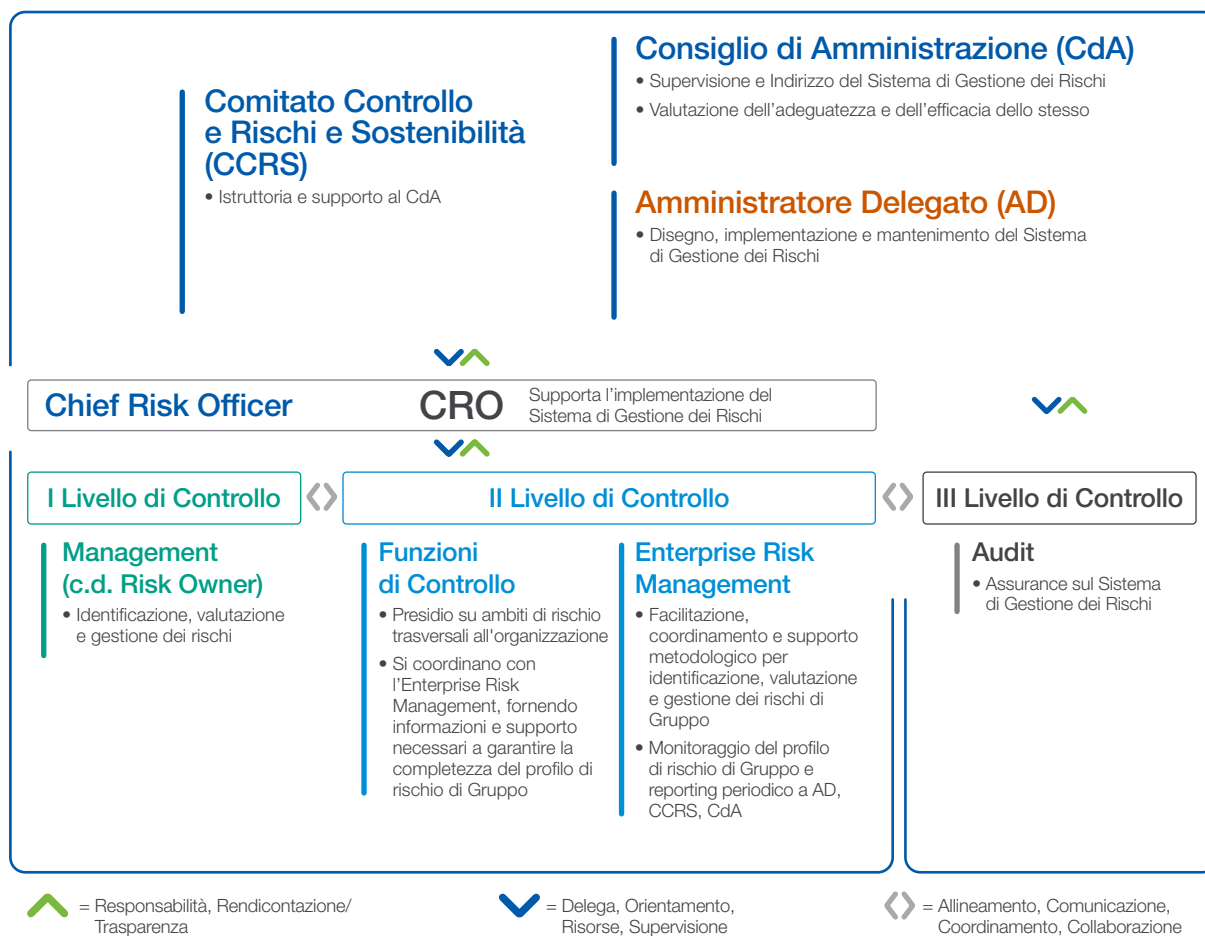 Comitato Controllo
e Rischi e Sostenibilità
(CCRS)
• Istruttoria e supporto al CdA
Consiglio di Amministrazione (CdA)
• Supervisione e Indirizzo del Sistema di Gestione dei Rischi
• Valutazione dell’adeguatezza e dell’efficacia dello stesso
Amministratore Delegato (AD)
• Disegno, implementazione e mantenimento del Sistema
di Gestione dei Rischi
Chief Risk Officer
CRO
Supporta l’implementazione del
Sistema di Gestione dei Rischi
I Livello di Controllo
II Livello di Controllo
III Livello di Controllo
Management
(c.d. Risk Owner)
• Identificazione, valutazione
e gestione dei rischi
Funzioni
di Controllo
• Presidio su ambiti di rischio
trasversali all'organizzazione
• Si coordinano con
l’Enterprise Risk
Management, fornendo
informazioni e supporto
necessari a garantire la
completezza del profilo di
rischio di Gruppo
Enterprise Risk
Management
• Facilitazione,
coordinamento e supporto
metodologico per
identificazione, valutazione
e gestione dei rischi di
Gruppo
• Monitoraggio del profilo
di rischio di Gruppo e
reporting periodico a AD,
CCRS, CdA
Audit
• Assurance sul Sistema
di Gestione dei Rischi
= Responsabilità, Rendicontazione/
Trasparenza
= Delega, Orientamento,
Risorse, Supervisione
= Allineamento, Comunicazione,
Coordinamento, Collaborazione